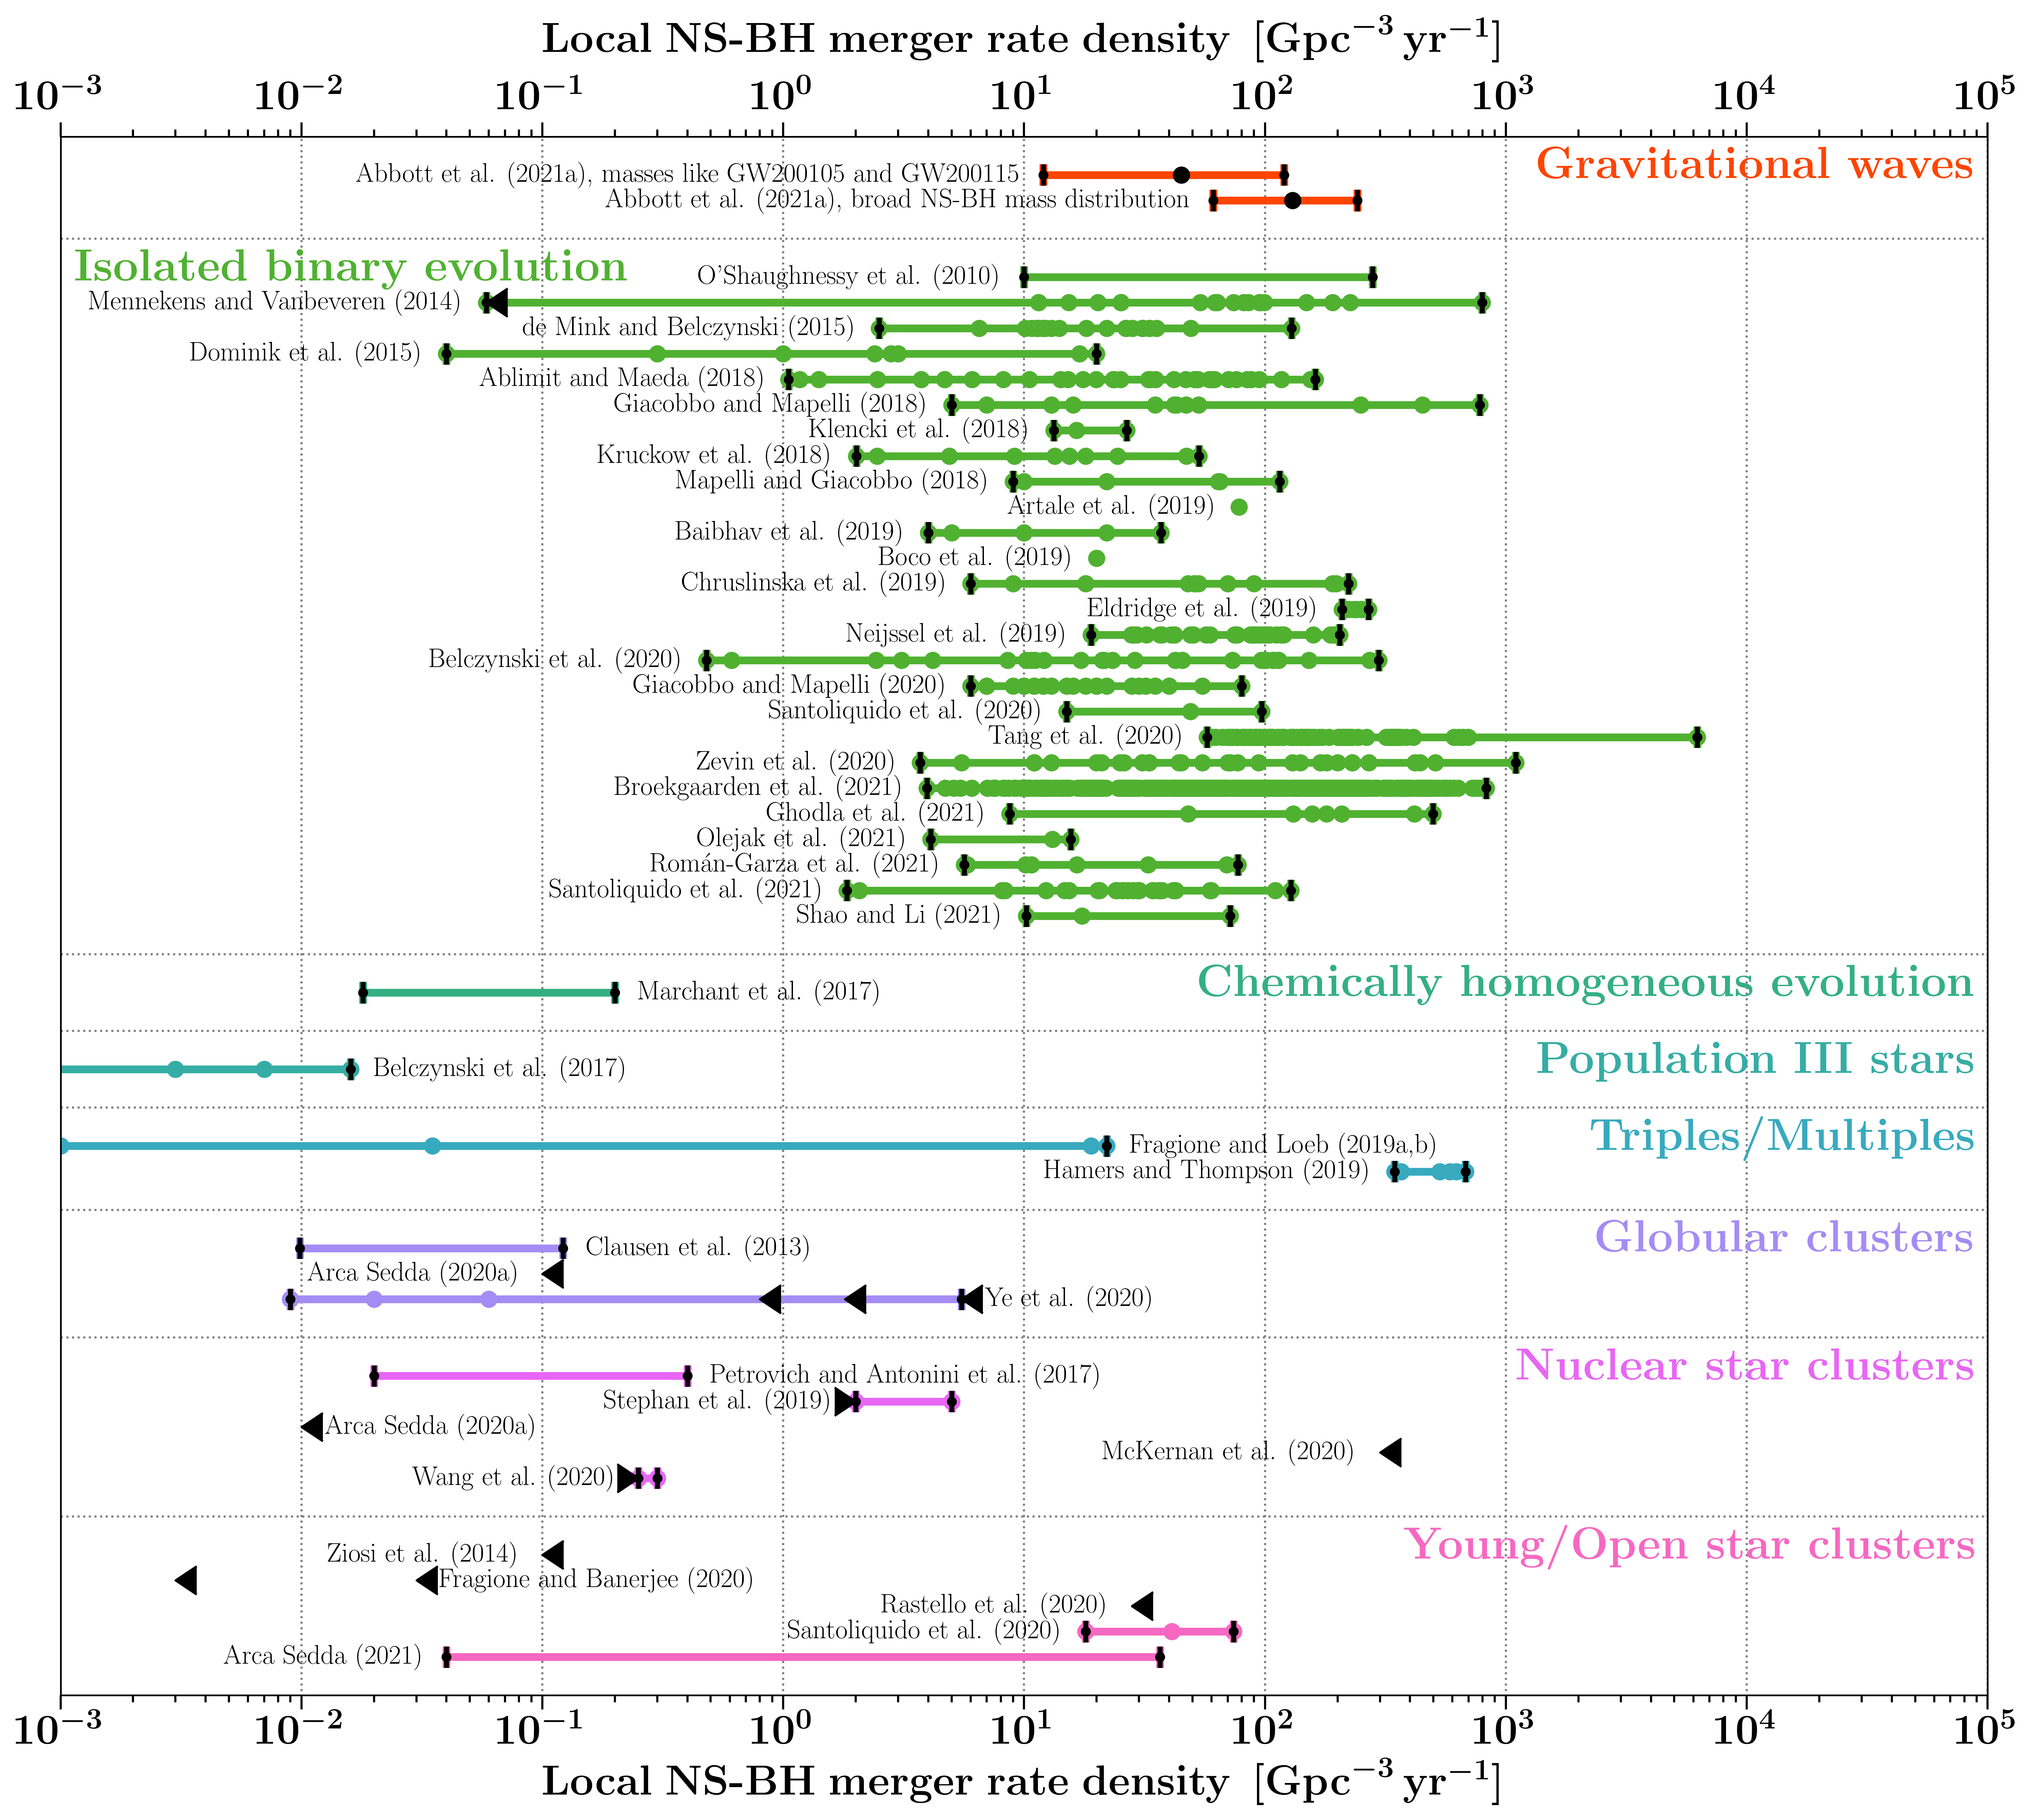 Local NS-BH merger rate density [Gpc⁻³ yr⁻¹]
10⁻³ 10⁻² 10⁻¹ 10⁰ 10¹ 10² 10³ 10⁴ 10⁵
Gravitational waves
Abbott et al. (2021a), masses like GW200105 and GW200115
Abbott et al. (2021a), broad NS-BH mass distribution
Isolated binary evolution
O'Shaughnessy et al. (2010)
Mennekens and Vanbeveren (2014)
de Mink and Belczynski (2015)
Dominik et al. (2015)
Ablimit and Maeda (2018)
Giacobbo and Mapelli (2018)
Klencki et al. (2018)
Kruckow et al. (2018)
Mapelli and Giacobbo (2018)
Artale et al. (2019)
Baibhav et al. (2019)
Boco et al. (2019)
Chruslinska et al. (2019)
Eldridge et al. (2019)
Neijssel et al. (2019)
Belczynski et al. (2020)
Giacobbo and Mapelli (2020)
Santoliquido et al. (2020)
Tang et al. (2020)
Zevin et al. (2020)
Broekgaarden et al. (2021)
Ghodla et al. (2021)
Olejak et al. (2021)
Román-Garza et al. (2021)
Santoliquido et al. (2021)
Shao and Li (2021)
Chemically homogeneous evolution
Marchant et al. (2017)
Population III stars
Belczynski et al. (2017)
Triples/Multiples
Fragione and Loeb (2019a,b)
Hamers and Thompson (2019)
Globular clusters
Clausen et al. (2013)
Arca Sedda (2020a)
Ye et al. (2020)
Nuclear star clusters
Petrovich and Antonini et al. (2017)
Stephan et al. (2019)
Arca Sedda (2020a)
McKernan et al. (2020)
Wang et al. (2020)
Young/Open star clusters
Ziosi et al. (2014)
Fragione and Banerjee (2020)
Rastello et al. (2020)
Santoliquido et al. (2020)
Arca Sedda (2021)
10⁻³ 10⁻² 10⁻¹ 10⁰ 10¹ 10² 10³ 10⁴ 10⁵
Local NS-BH merger rate density [Gpc⁻³ yr⁻¹]